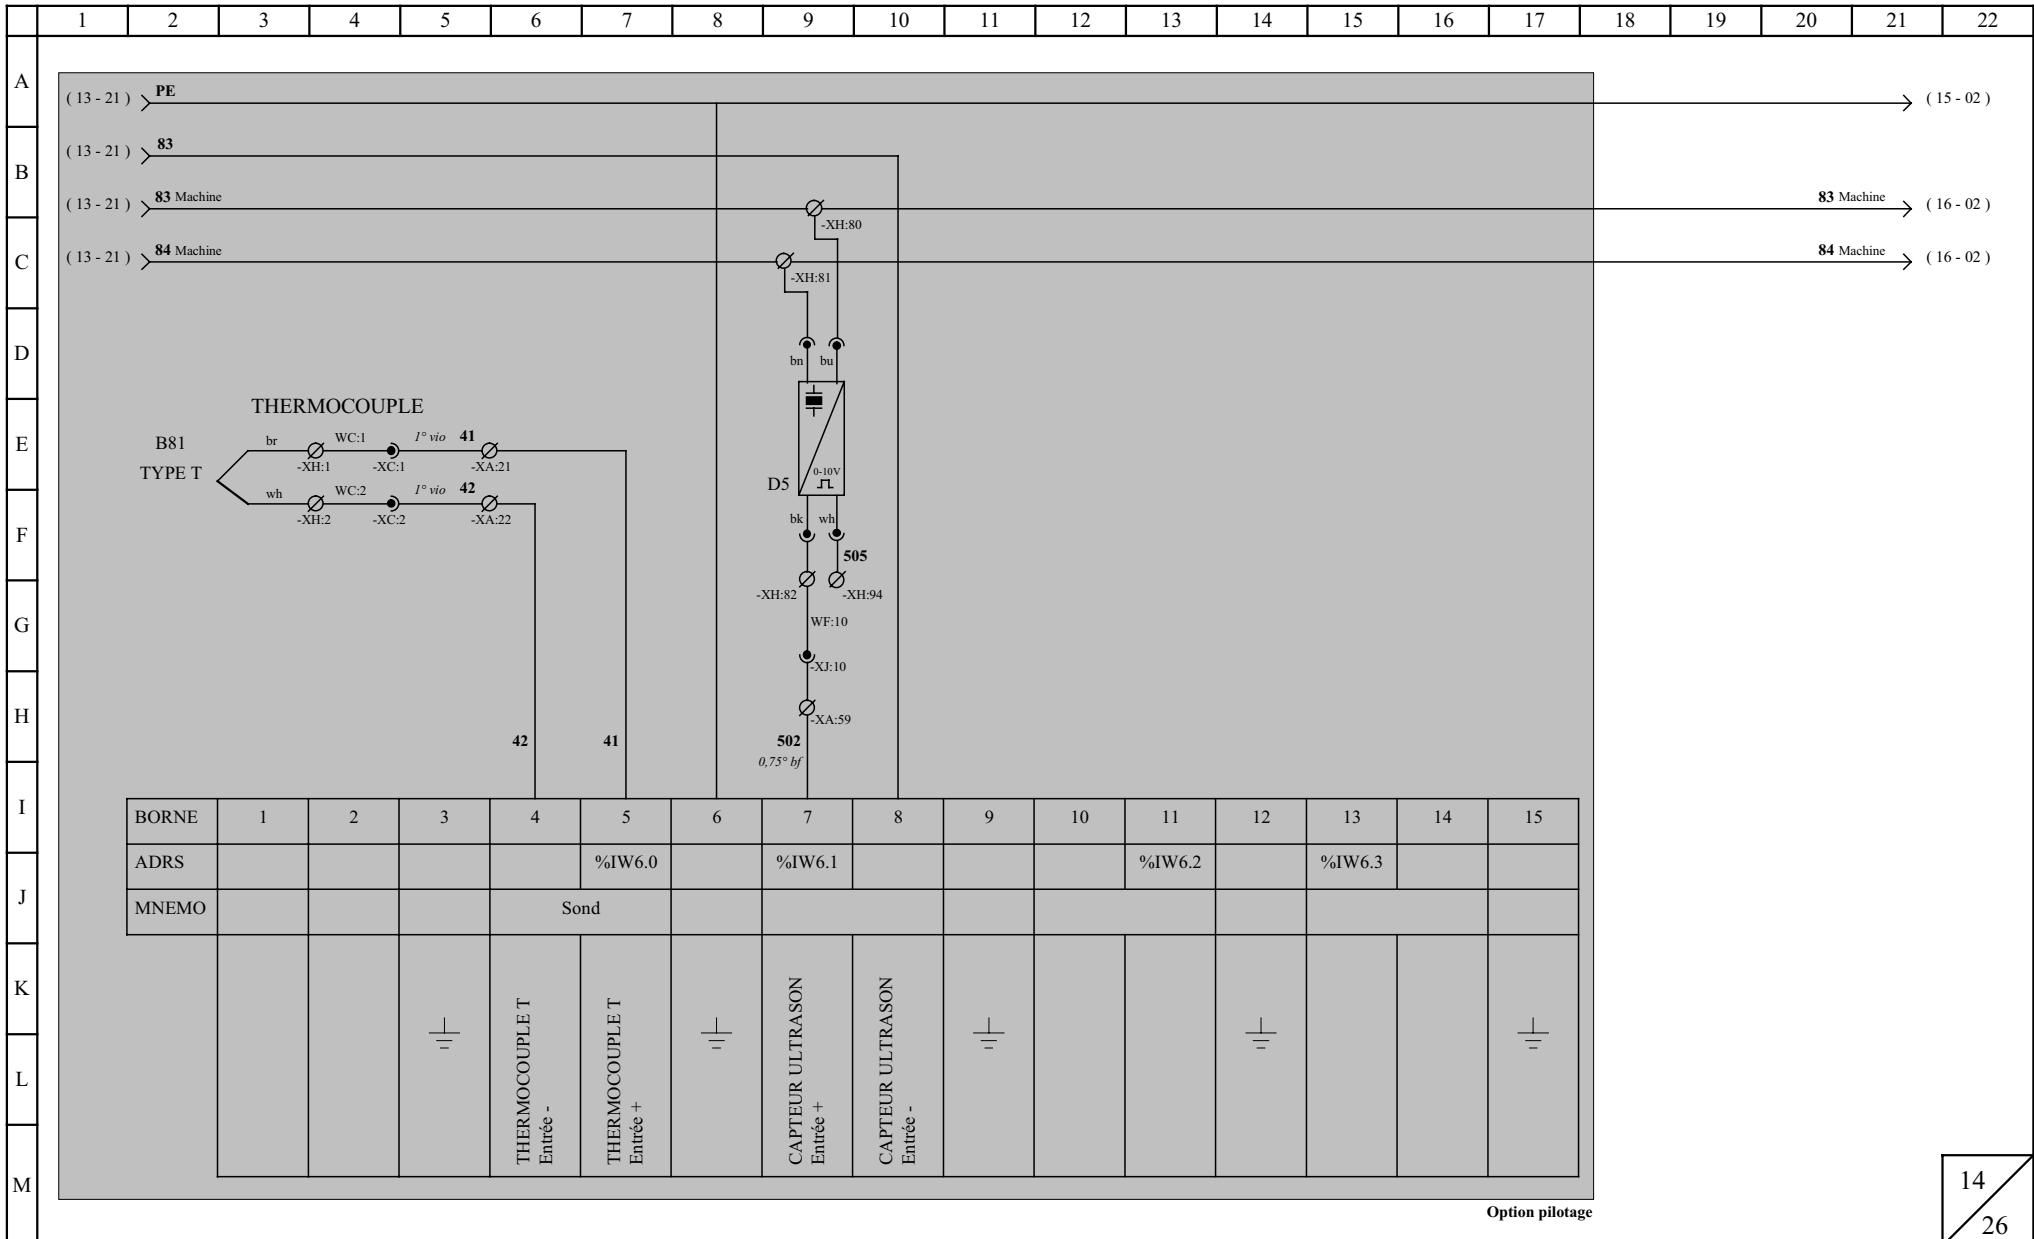 1 2 3 4 5 6 7 8 9 10 11 12 13 14 15 16 17 18 19 20 21 22
A
( 13 - 21 ) PE ( 15 - 02 )
B
( 13 - 21 ) 83
( 13 - 21 ) 83 Machine 83 Machine ( 16 - 02 )
-XH:80
C
( 13 - 21 ) 84 Machine 84 Machine ( 16 - 02 )
-XH:81
D
bn bu
THERMOCOUPLE
E
B81
TYPE T
br WC:1 1° vio 41
-XH:1 -XC:1 -XA:21
wh WC:2 1° vio 42
-XH:2 -XC:2 -XA:22
0-10V
D5
F
bk wh
505
-XH:82 -XH:94
G
WF:10
-XJ:10
H
-XA:59
42 41 502
0,75° bf
I
BORNE 1 2 3 4 5 6 7 8 9 10 11 12 13 14 15
ADRS %IW6.0 %IW6.1 %IW6.2 %IW6.3
J
MNEMO Sond
K
L
M
THERMOCOUPLE T
Entrée -
THERMOCOUPLE T
Entrée +
CAPTEUR ULTRASON
Entrée +
CAPTEUR ULTRASON
Entrée -
Option pilotage
14
26